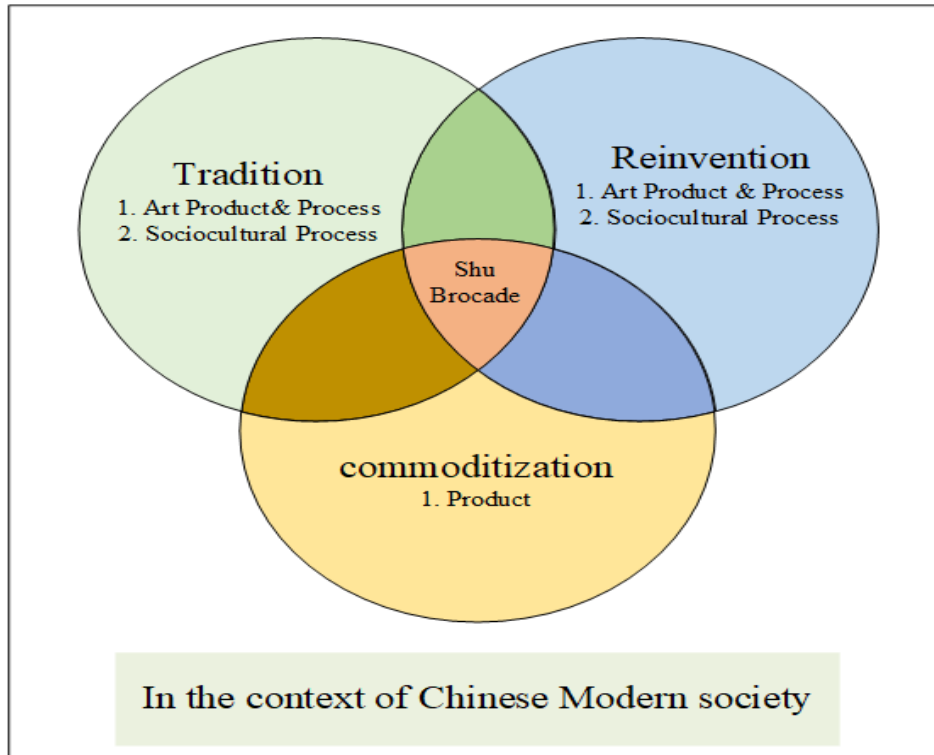 Tradition
1. Art Product& Process
2. Sociocultural Process
Reinvention
1. Art Product & Process
2. Sociocultural Process
Shu
Brocade
commoditization
1. Product
In the context of Chinese Modern society